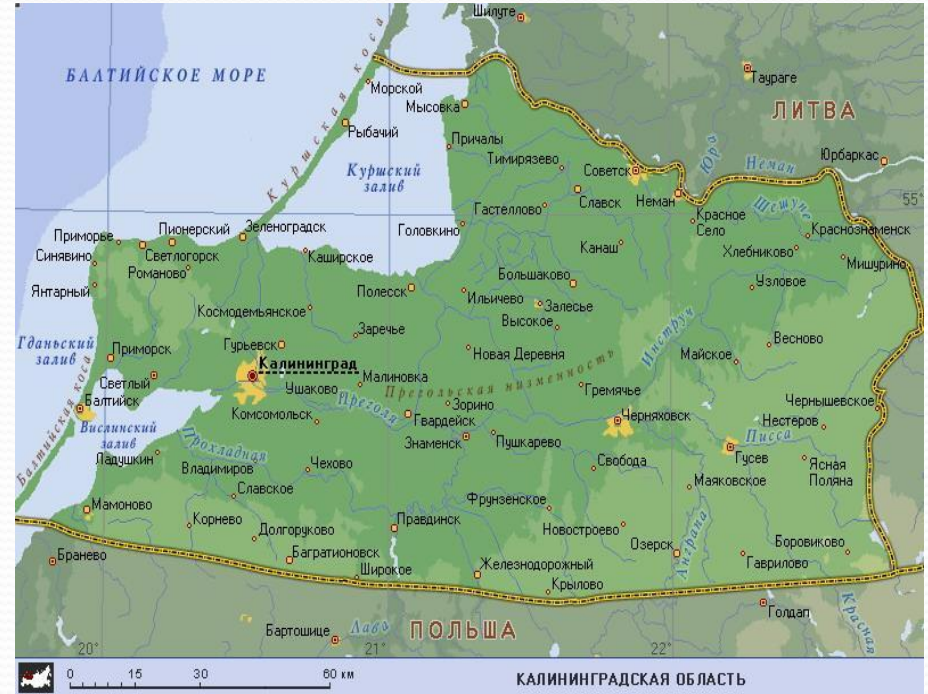 Шилуте
БАЛТИЙСКОЕ МОРЕ
Куршская коса
Морской
Мысовка
Таураге
ЛИТВА
Рыбачий
Причалы
Куршский
залив
Тимирязево
Советск
Юра
Неман
Юрбаркас
Славск
Неман
Шешупе
55°
Гастеллово
Красное
Село
Краснознаменск
Приморье
Пионерский
Зеленоградск
Головкино
Канаш
Хлебниково
Синявино
Светлогорск
Каширское
Мишурино
Романово
Большаково
Узловое
Янтарный
Полесск
Ильичево
Залесье
Космодемьянское
Высокое
Заречье
Инструч
Гданьский
залив
Приморск
Гурьевск
Новая Деревня
Майское
Весново
Калининград
Светлый
Ушаково
Малиновка
Прегольская низменность
Гремячье
Балтийск
Преголя
Зорино
Чернышевское
Балтийская коса
Вислинский
залив
Комсомольск
Гвардейск
Черняховск
Нестеров
Прохладная
Знаменск
Пушкарево
Писса
Ладушкин
Гусев
Владимиров
Чехово
Свобода
Ясная
Поляна
Славское
Маяковское
Мамоново
Фрунзенское
Корнево
Долгоруково
Правдинск
Новостроево
Анграпа
Багратионовск
Озерск
Боровиково
Бранево
Широкое
Железнодорожный
Гаврилово
Крылово
Голдап
Красная
Бартошице
Лава
ПОЛЬША
20°
21°
22°
0 15 30 60 км
КАЛИНИНГРАДСКАЯ ОБЛАСТЬ